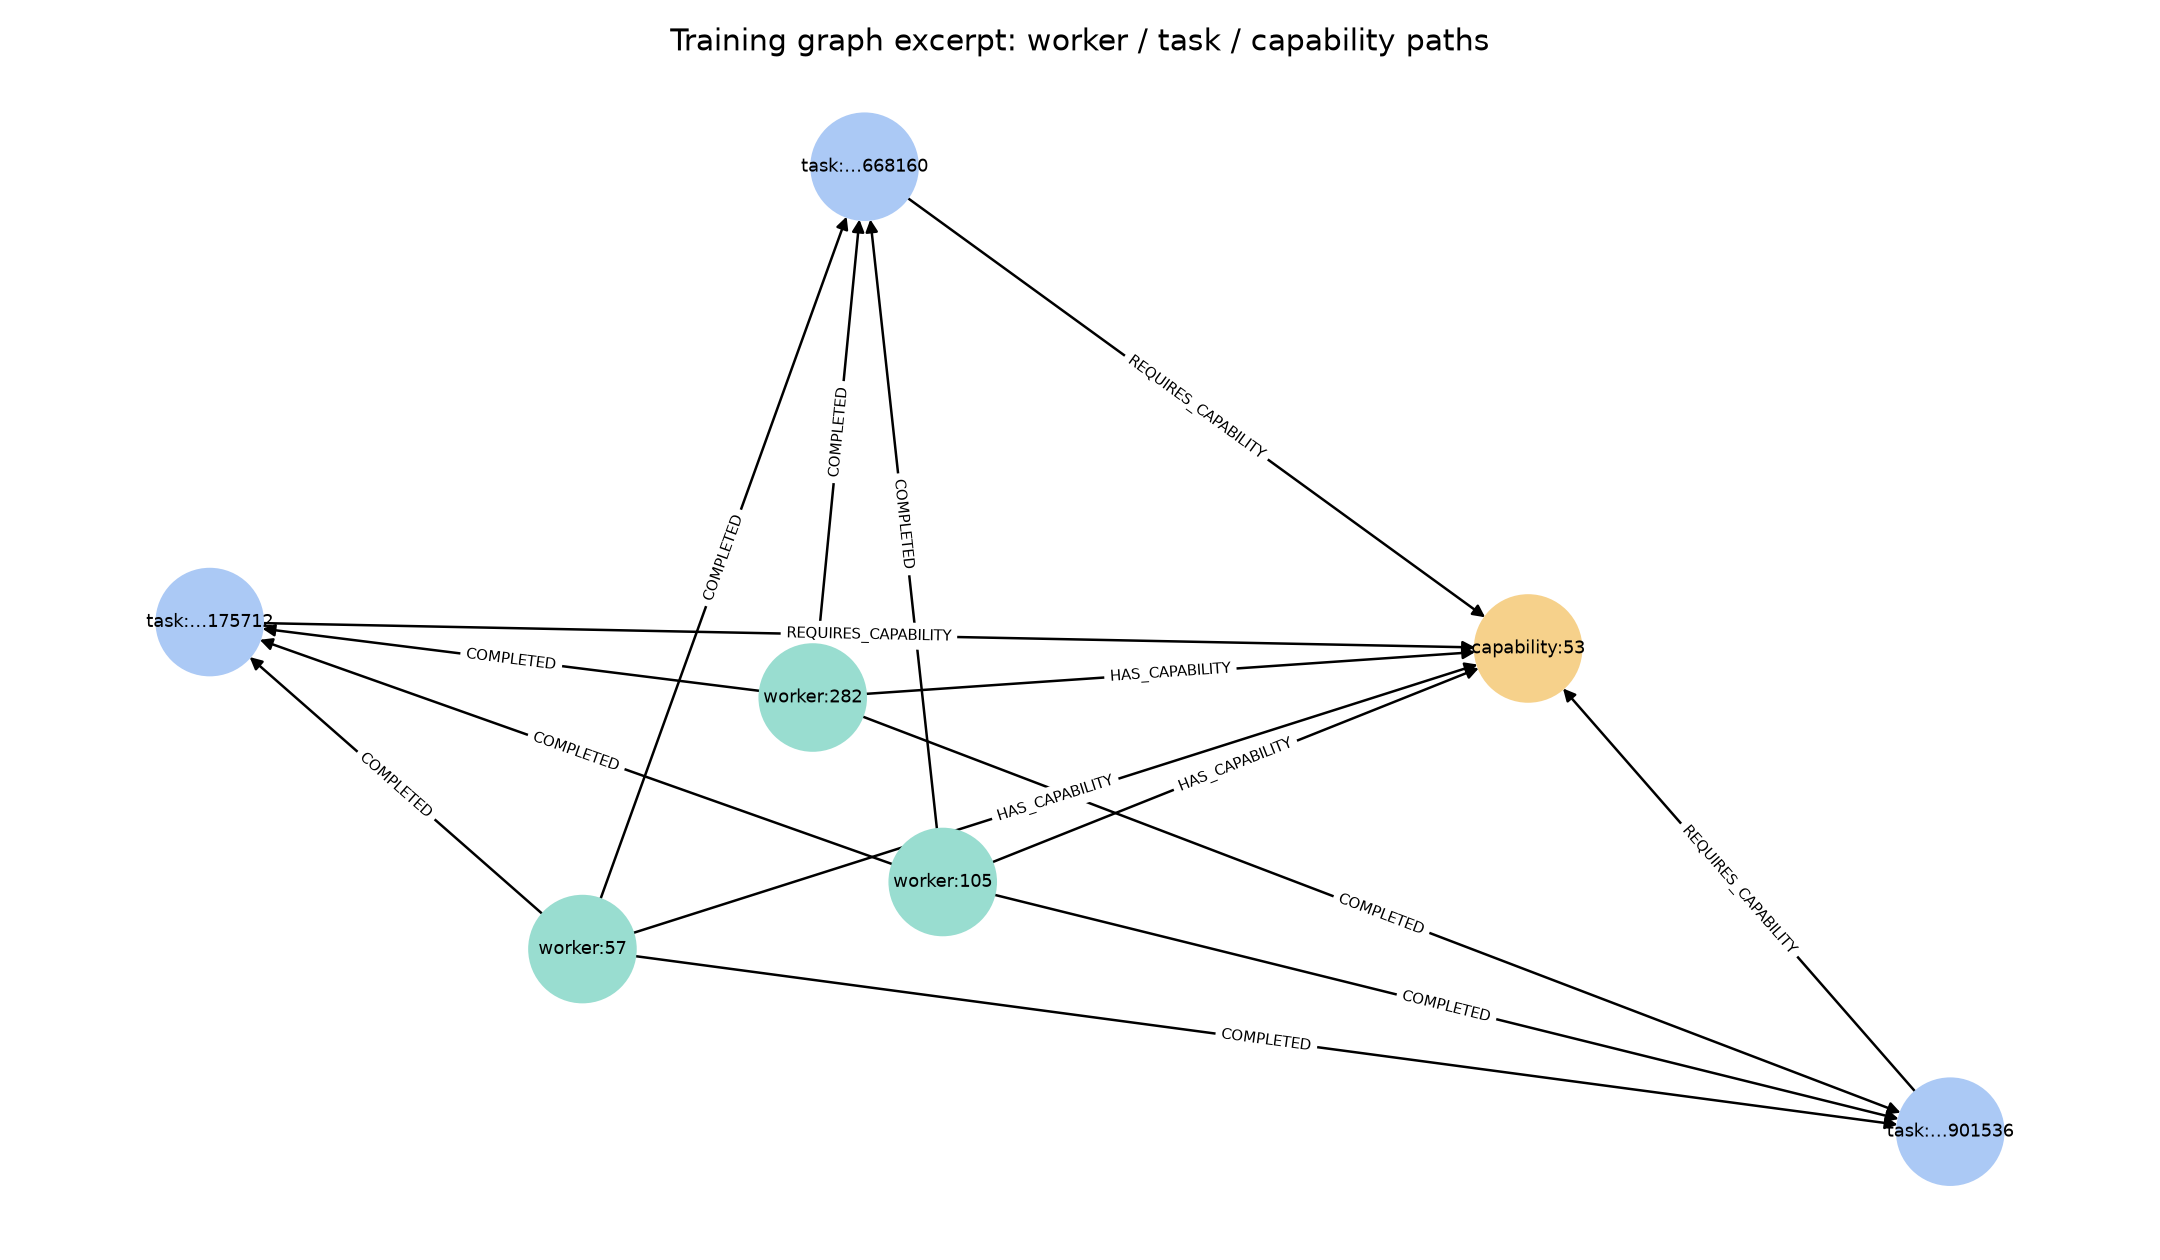 Training graph excerpt: worker / task / capability paths
task:...668160
REQUIRES_CAPABILITY
COMPLETED
COMPLETED
COMPLETED
task:...175712
REQUIRES_CAPABILITY
capability:53
COMPLETED
HAS_CAPABILITY
worker:282
COMPLETED
HAS_CAPABILITY
COMPLETED
HAS_CAPABILITY
worker:105
REQUIRES_CAPABILITY
COMPLETED
worker:57
COMPLETED
COMPLETED
task:...901536